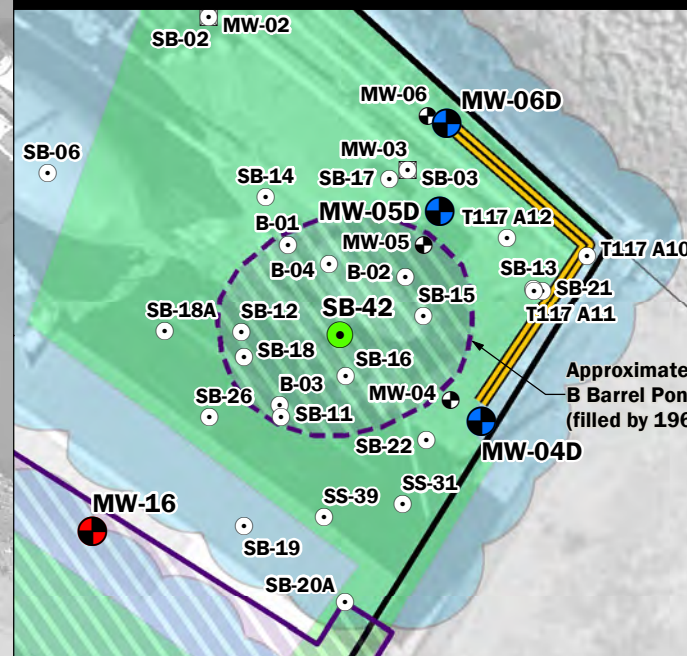 MW-02
SB-02
MW-06
MW-06D
SB-06
MW-03
SB-17
SB-03
SB-14
MW-05D
T117 A12
B-01
MW-05
T117 A10
B-04
B-02
SB-13
SB-21
SB-42
SB-15
T117 A11
SB-18A
SB-12
SB-18
SB-16
Approximate
B Barrel Pon
(filled by 196
B-03
MW-04
SB-26
SB-11
SB-22
MW-04D
MW-16
SS-39
SS-31
SB-19
SB-20A